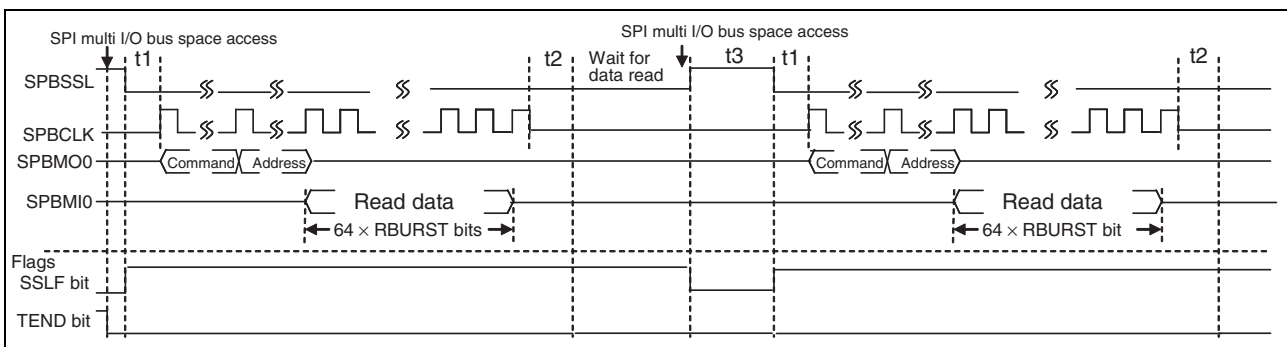 SPI multi I/O bus space access
SPI multi I/O bus space access
t1
t2
Wait for
data read
t3
t1
t2
SPBSSL
SPBCLK
SPBMO0
Command
Address
Command
Address
SPBMI0
Read data
Read data
64 × RBURST bits
64 × RBURST bit
Flags
SSLF bit
TEND bit